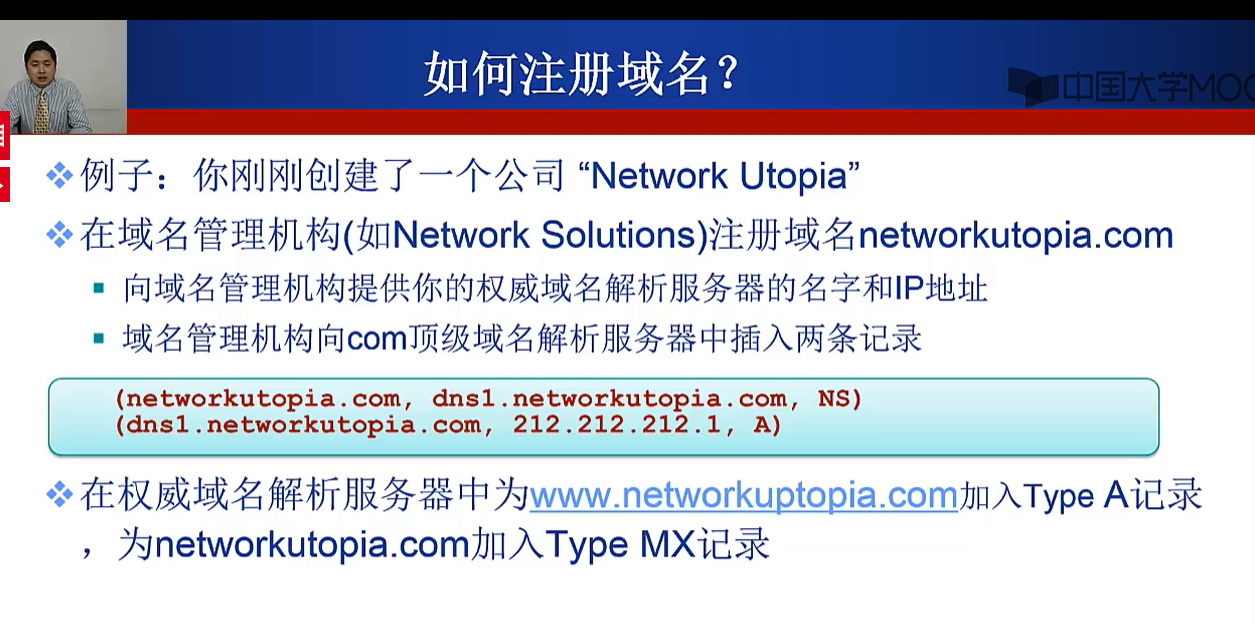 如何注册域名？
中国大学MOO
例子：你刚刚创建了一个公司 “Network Utopia”
在域名管理机构(如Network Solutions)注册域名networkutopia.com
向域名管理机构提供你的权威域名解析服务器的名字和IP地址
域名管理机构向com顶级域名解析服务器中插入两条记录
(networkutopia.com, dns1.networkutopia.com, NS)
(dns1.networkutopia.com, 212.212.212.1, A)
在权威域名解析服务器中为www.networkuptopia.com加入Type A记录
，为networkutopia.com加入Type MX记录